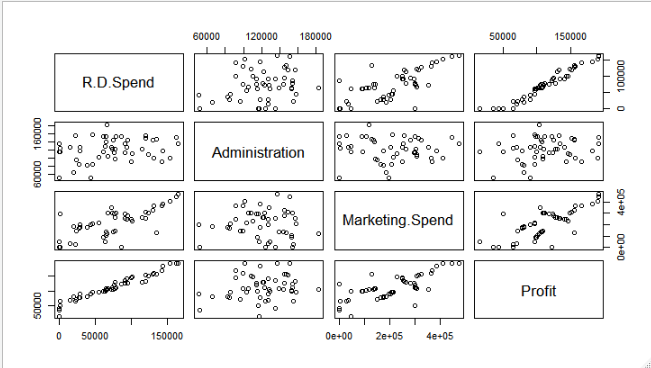 60000 120000 180000
50000 150000
R.D.Spend
0 100000
60000 160000
Administration
Marketing.Spend
0e+00 4e+05
50000
Profit
0 50000 150000
0e+00 2e+05 4e+05